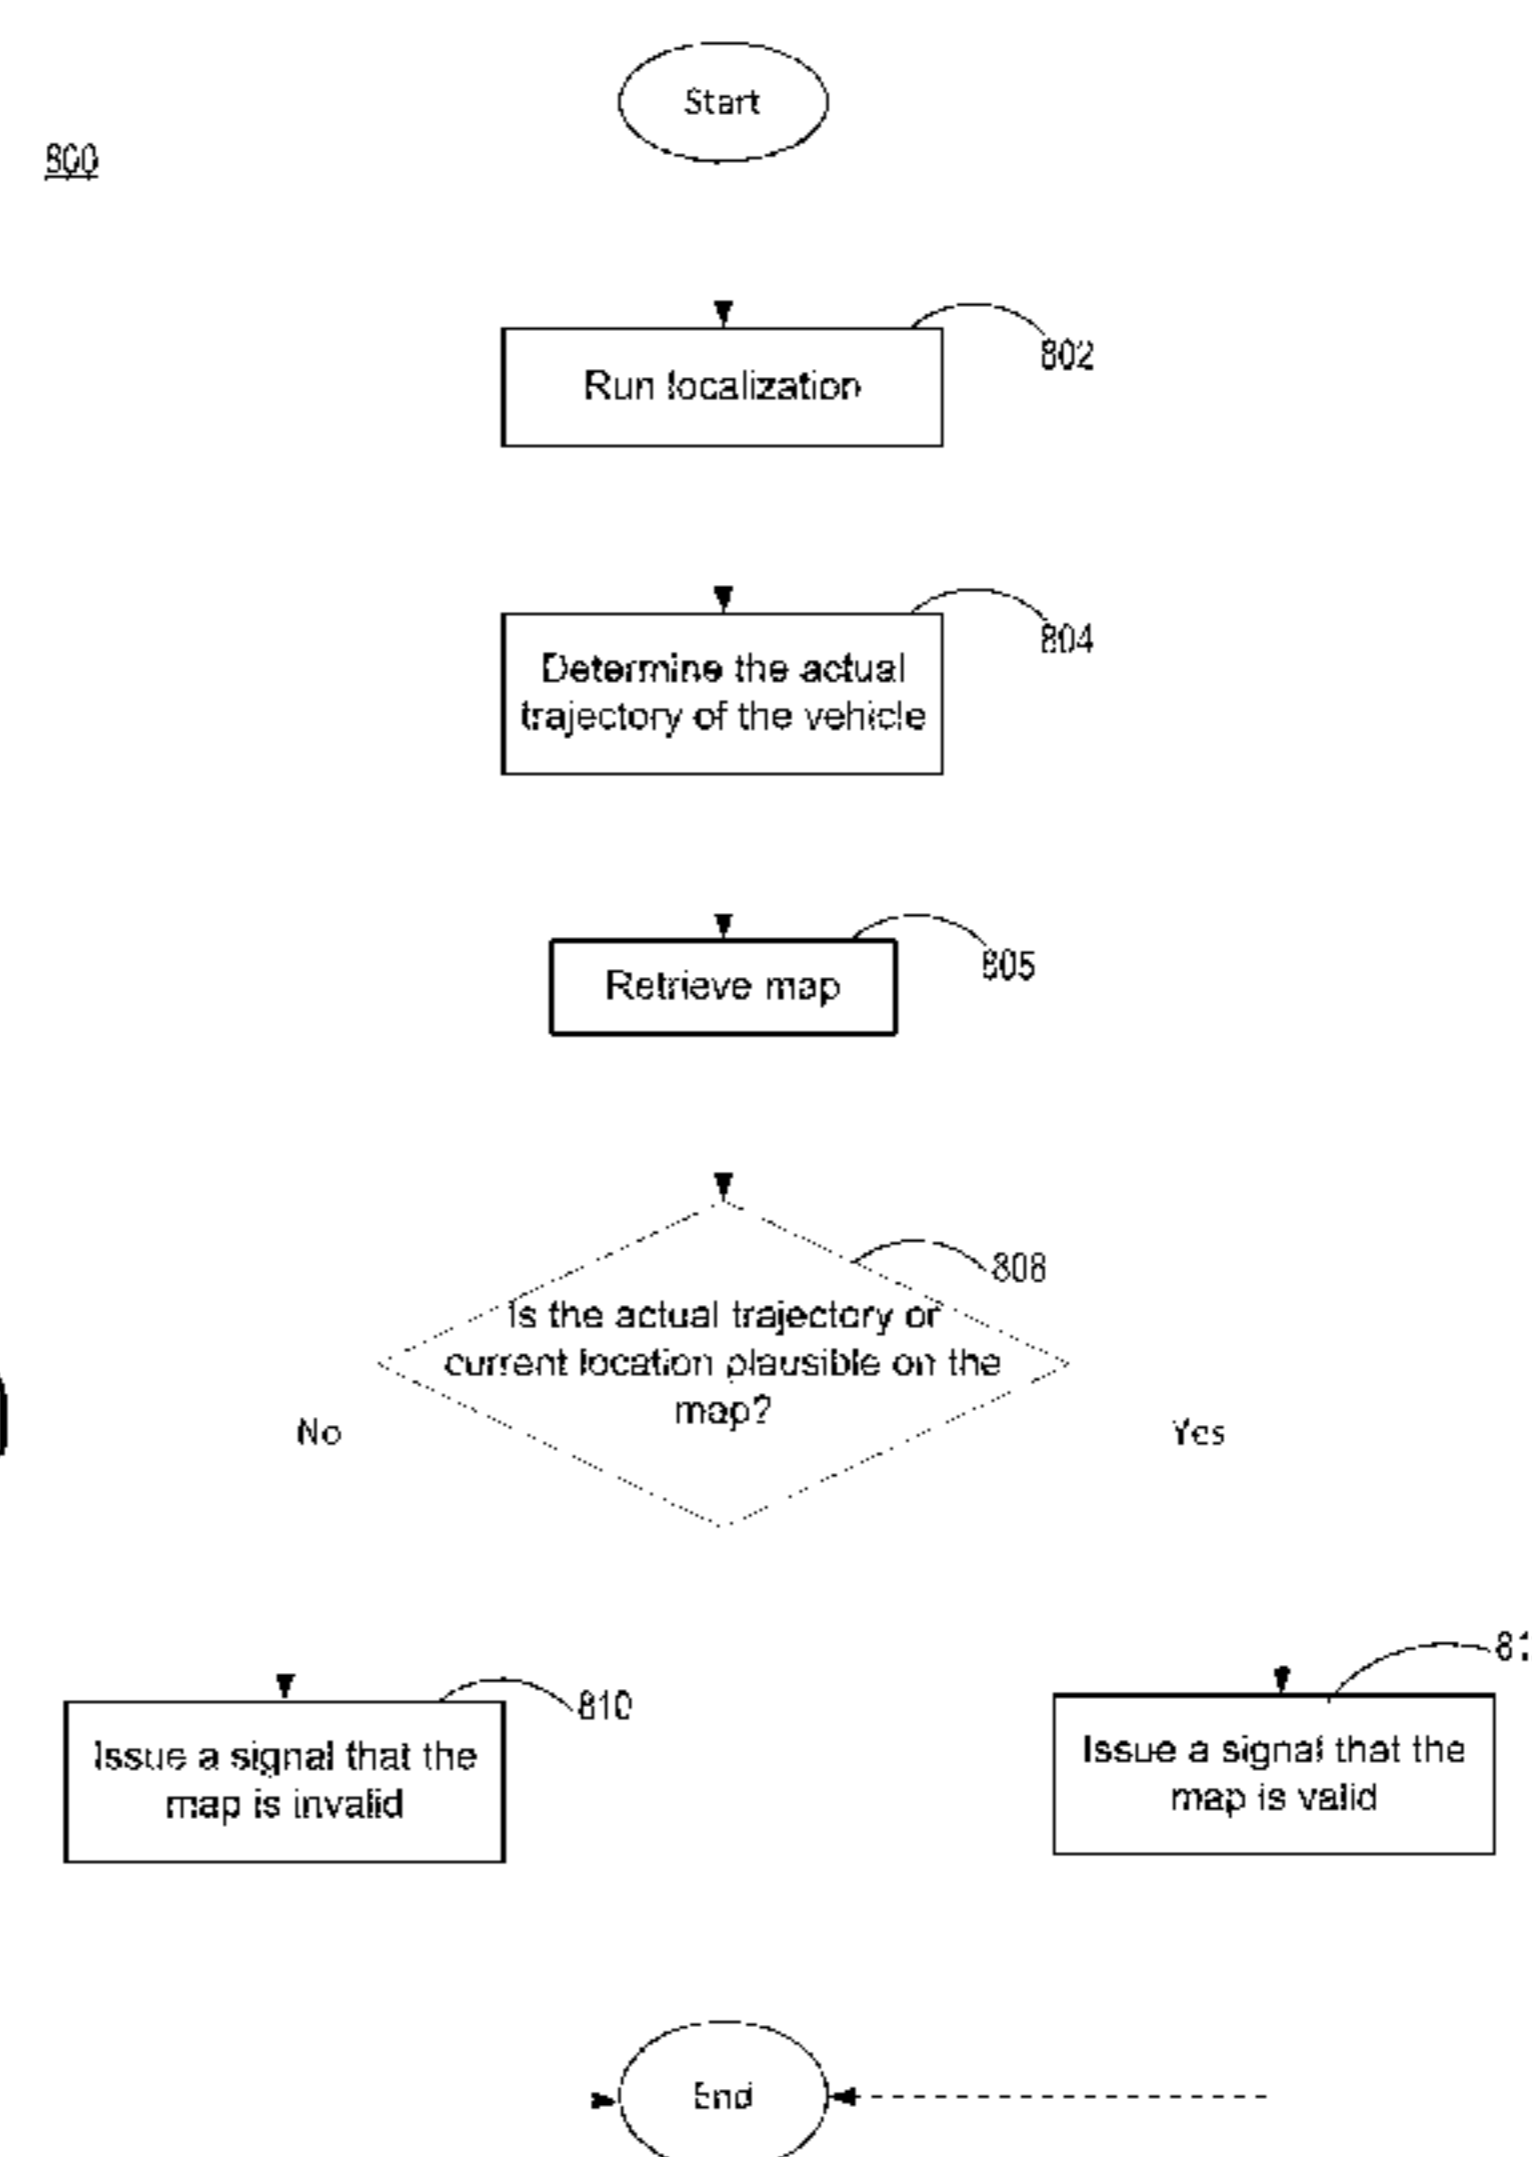 Start
800
802
Run localization
804
Determine the actual
trajectory of the vehicle
805
Retrieve map
808
Is the actual trajectory or
current location plausible on the
map?
No
Yes
810
Issue a signal that the
map is invalid
Issue a signal that the
map is valid
End